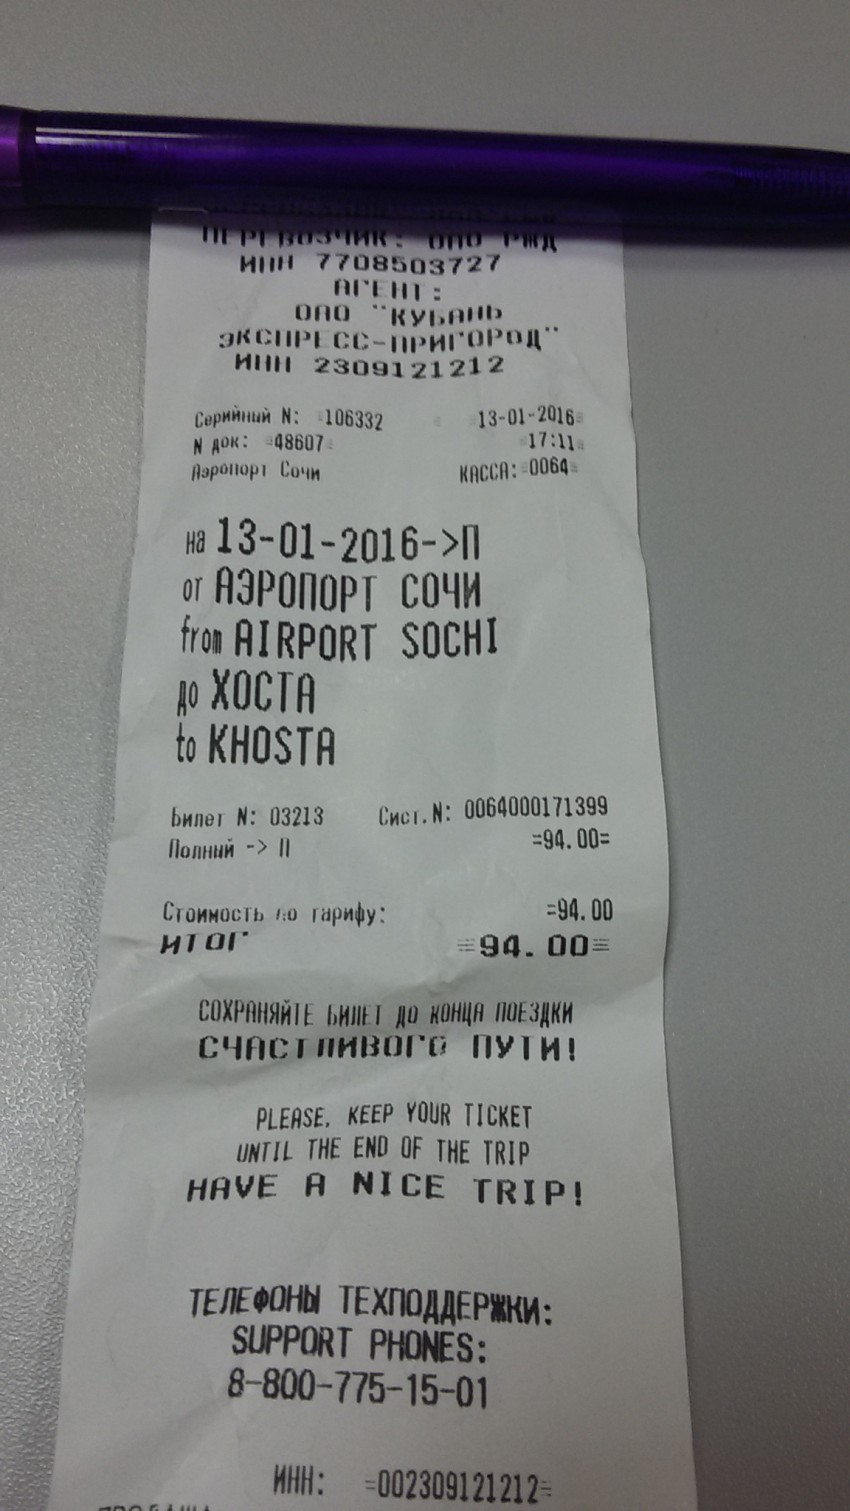 ПЕРЕВОЗЧИК: ОАО РЖД
ИНН 7708503727
АГЕНТ:
ОАО "КУБАНЬ
ЭКСПРЕСС-ПРИГОРОД"
ИНН 2309121212
Серийный N: =106332 13-01-2016=
N док: =48607= =17:11=
Аэропорт Сочи КАССА: =0064=
на 13-01-2016->П
от АЭРОПОРТ СОЧИ
from AIRPORT SOCHI
до ХОСТА
to KHOSTA
Билет N: 03213 Сист.N: 0064000171399
Полный -> П =94.00=
Стоимость по тарифу: =94.00
ИТОГ =94.00=
СОХРАНЯЙТЕ БИЛЕТ ДО КОНЦА ПОЕЗДКИ
СЧАСТЛИВОГО ПУТИ!
PLEASE, KEEP YOUR TICKET
UNTIL THE END OF THE TRIP
HAVE A NICE TRIP!
ТЕЛЕФОНЫ ТЕХПОДДЕРЖКИ:
SUPPORT PHONES:
8-800-775-15-01
ИНН: =002309121212=